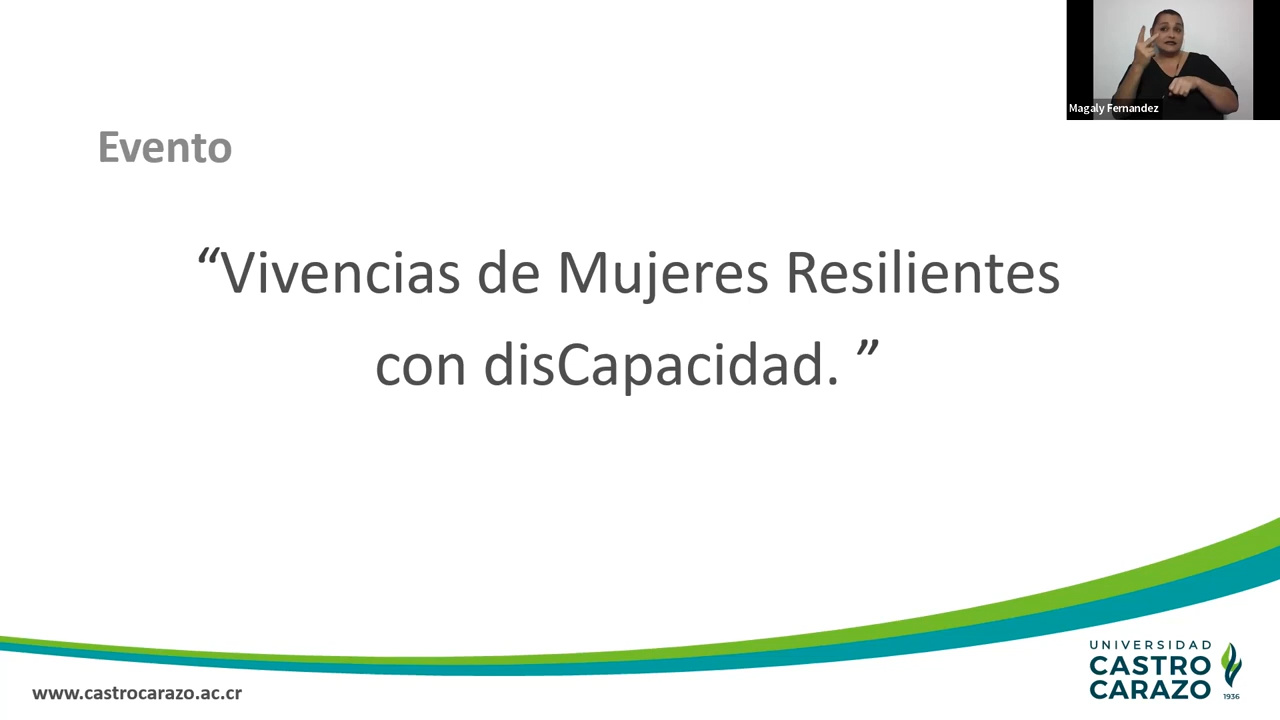 Magaly Fernandez
Evento
“Vivencias de Mujeres Resilientes
con disCapacidad. ”
www.castrocarazo.ac.cr
UNIVERSIDAD
CASTRO
CARAZO
1936